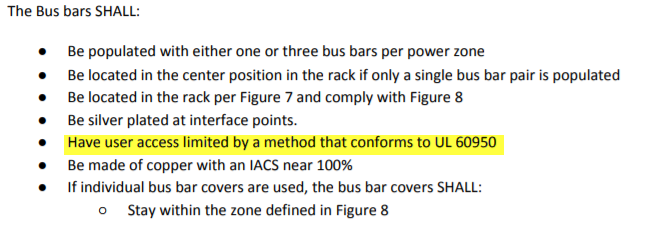 The Bus bars SHALL:
● Be populated with either one or three bus bars per power zone
● Be located in the center position in the rack if only a single bus bar pair is populated
● Be located in the rack per Figure 7 and comply with Figure 8
● Be silver plated at interface points.
● Have user access limited by a method that conforms to UL 60950
● Be made of copper with an IACS near 100%
● If individual bus bar covers are used, the bus bar covers SHALL:
o Stay within the zone defined in Figure 8